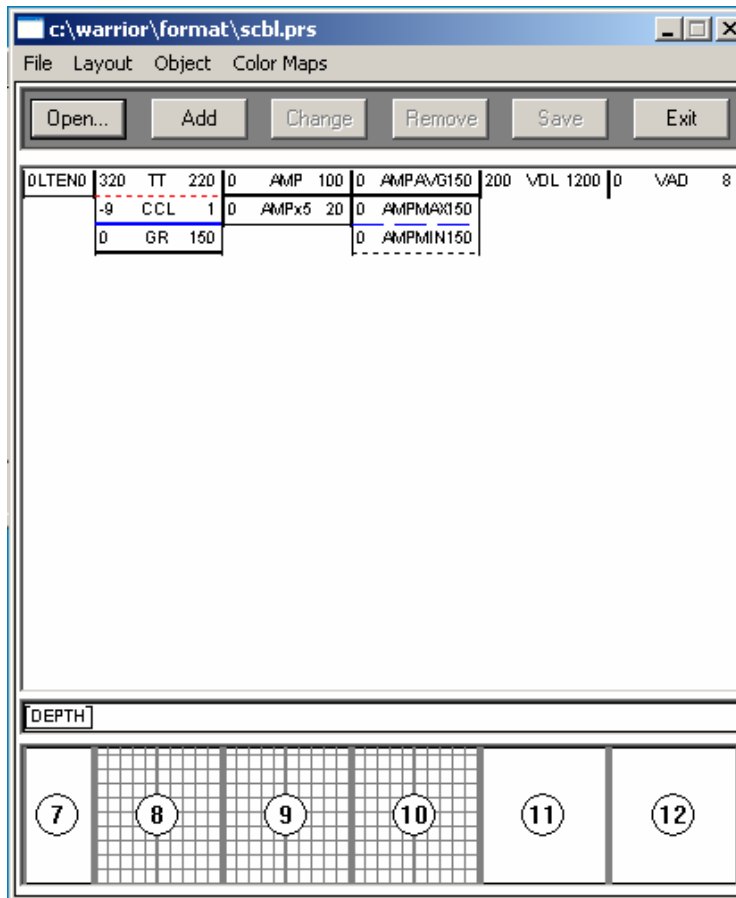 c:\warrior\format\scbl.prs
File Layout Object Color Maps
Open... Add Change Remove Save Exit
0LTEN0 320 TT 220 0 AMP 100 0 AMPAVG150 200 VDL 1200 0 VAD 8
-9 CCL 1 0 AMPx5 20 0 AMPMAX150
0 GR 150 0 AMPMIN150
DEPTH
7 8 9 10 11 12